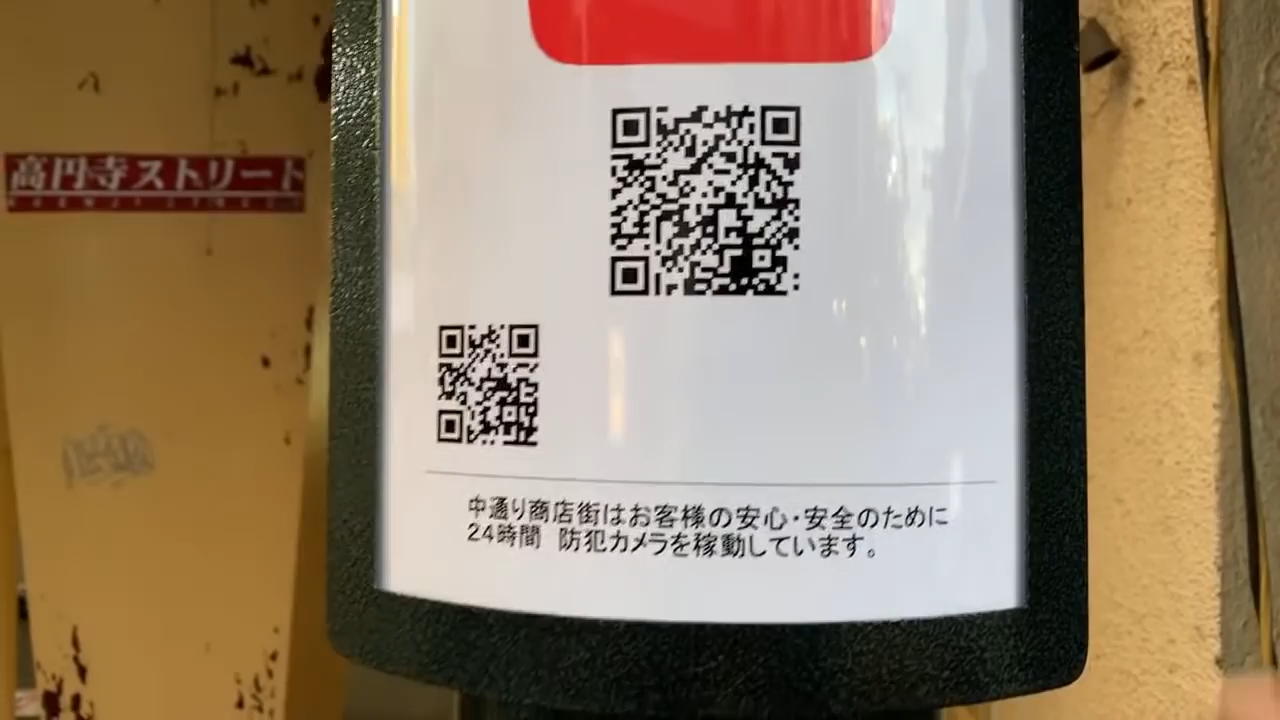 高円寺ストリート
中通り商店街はお客様の安心・安全のために
24時間 防犯カメラを稼動しています。